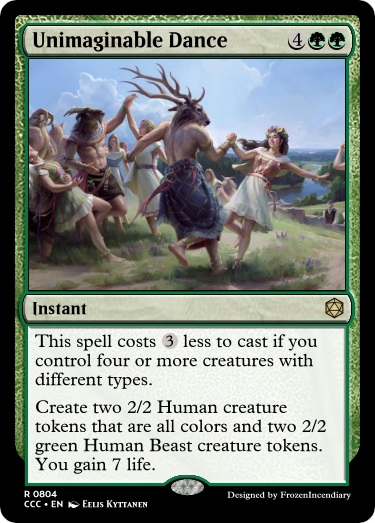 Unimaginable Dance 4
Instant
This spell costs 3 less to cast if you
control four or more creatures with
different types.
Create two 2/2 Human creature
tokens that are all colors and two 2/2
green Human Beast creature tokens.
You gain 7 life.
R 0804
CCC • EN Eelis Kyttanen
Designed by FrozenIncendiary